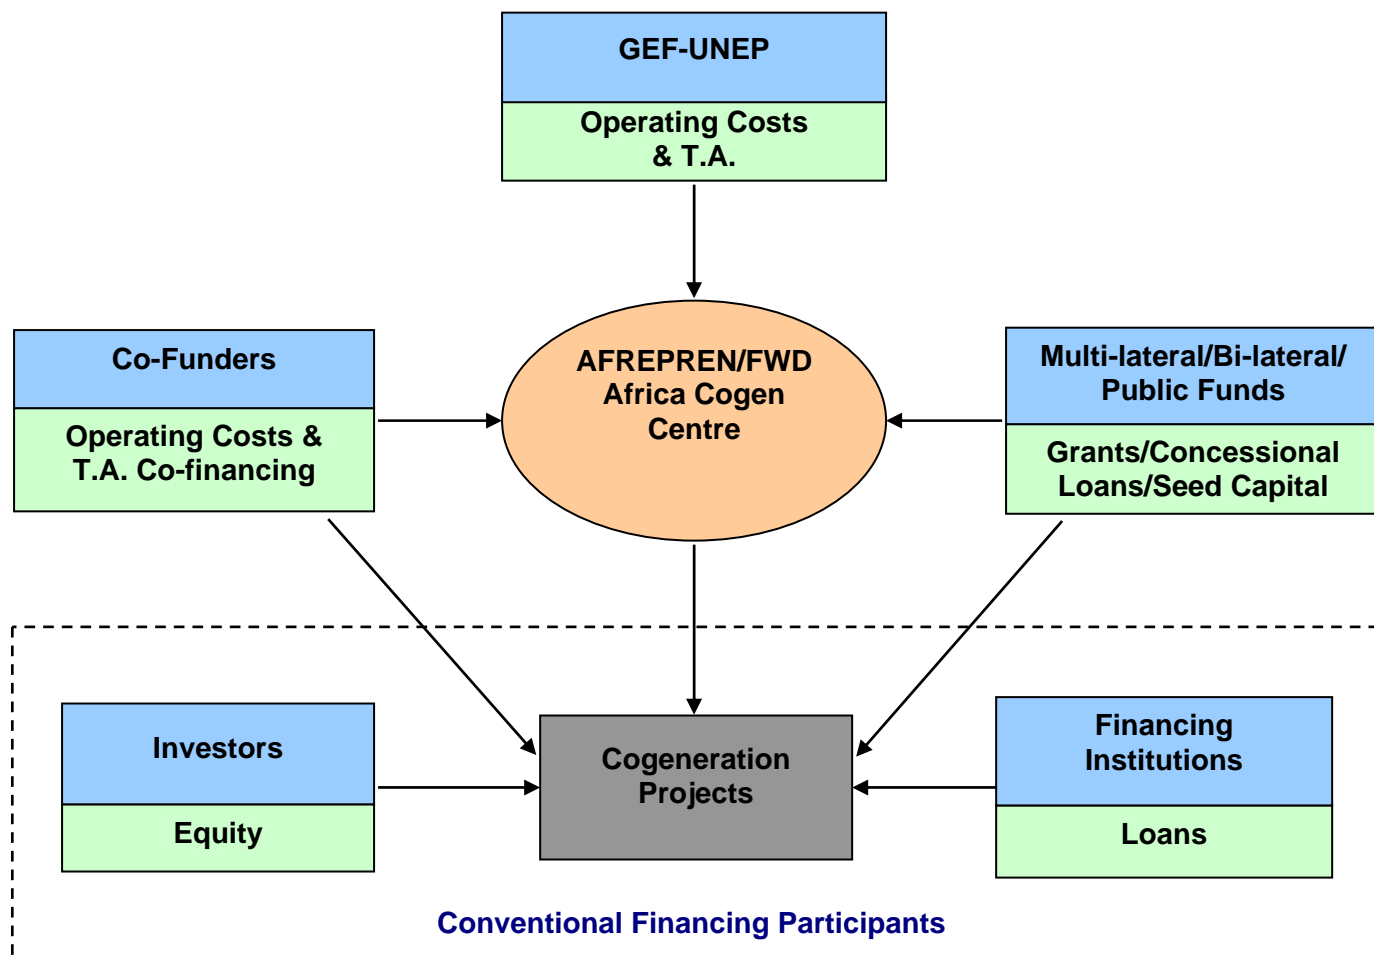 GEF-UNEP
Operating Costs
& T.A.
Co-Funders
Operating Costs &
T.A. Co-financing
AFREPREN/FWD
Africa Cogen
Centre
Multi-lateral/Bi-lateral/
Public Funds
Grants/Concessional
Loans/Seed Capital
Investors
Equity
Cogeneration
Projects
Financing
Institutions
Loans
Conventional Financing Participants